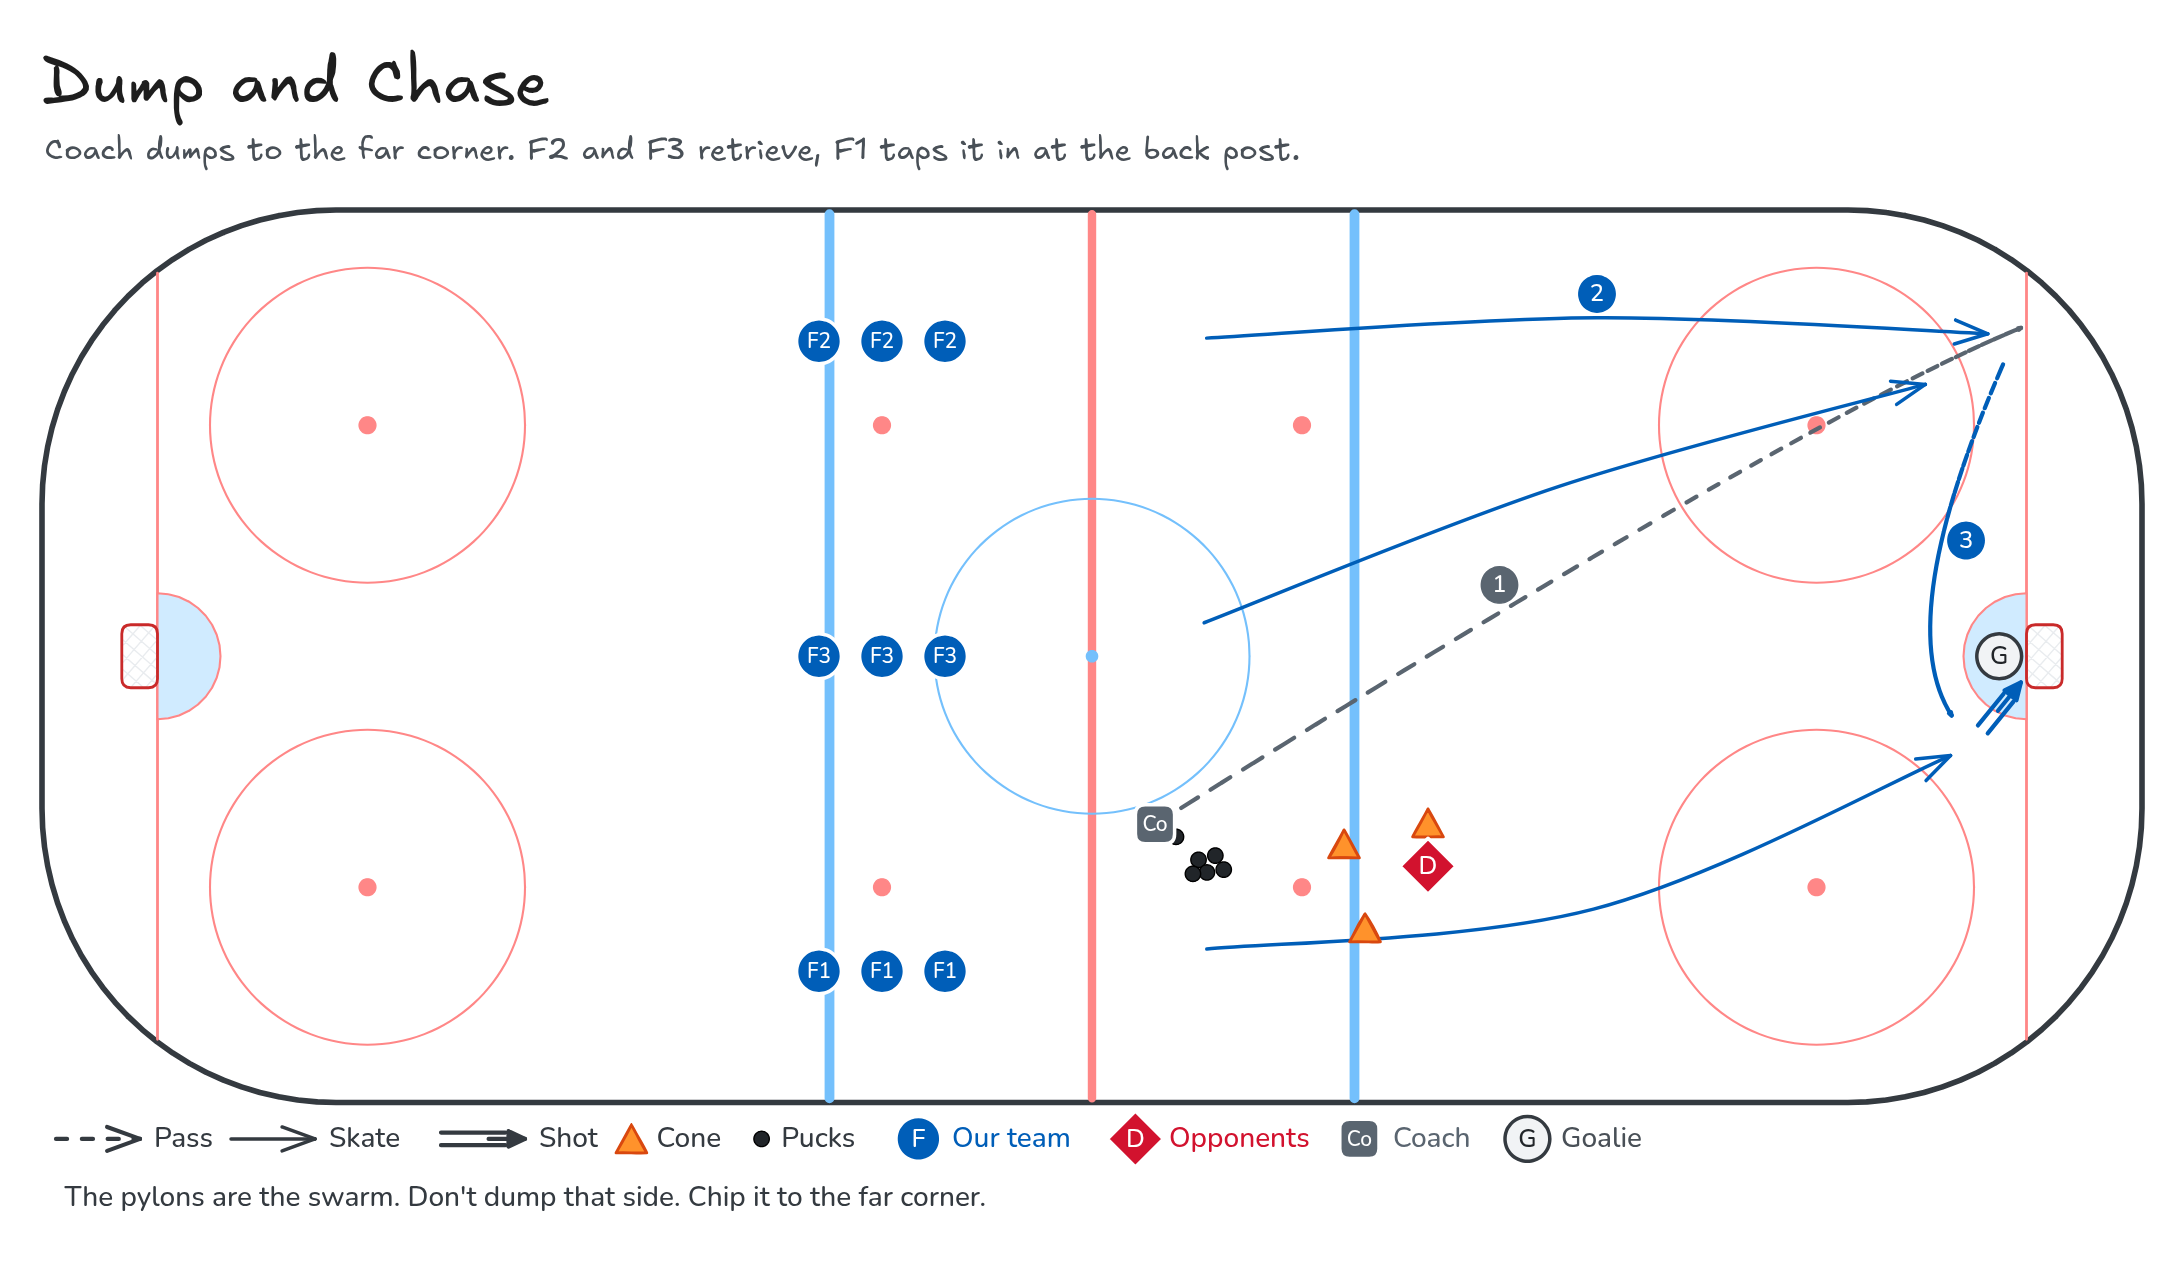 Dump and Chase
Coach dumps to the far corner. F2 and F3 retrieve, F1 taps it in at the back post.
2
F2 F2 F2
3
1
F3 F3 F3
G
Co
D
F1 F1 F1
Pass Skate Shot Cone Pucks F Our team D Opponents Co Coach G Goalie
The pylons are the swarm. Don't dump that side. Chip it to the far corner.